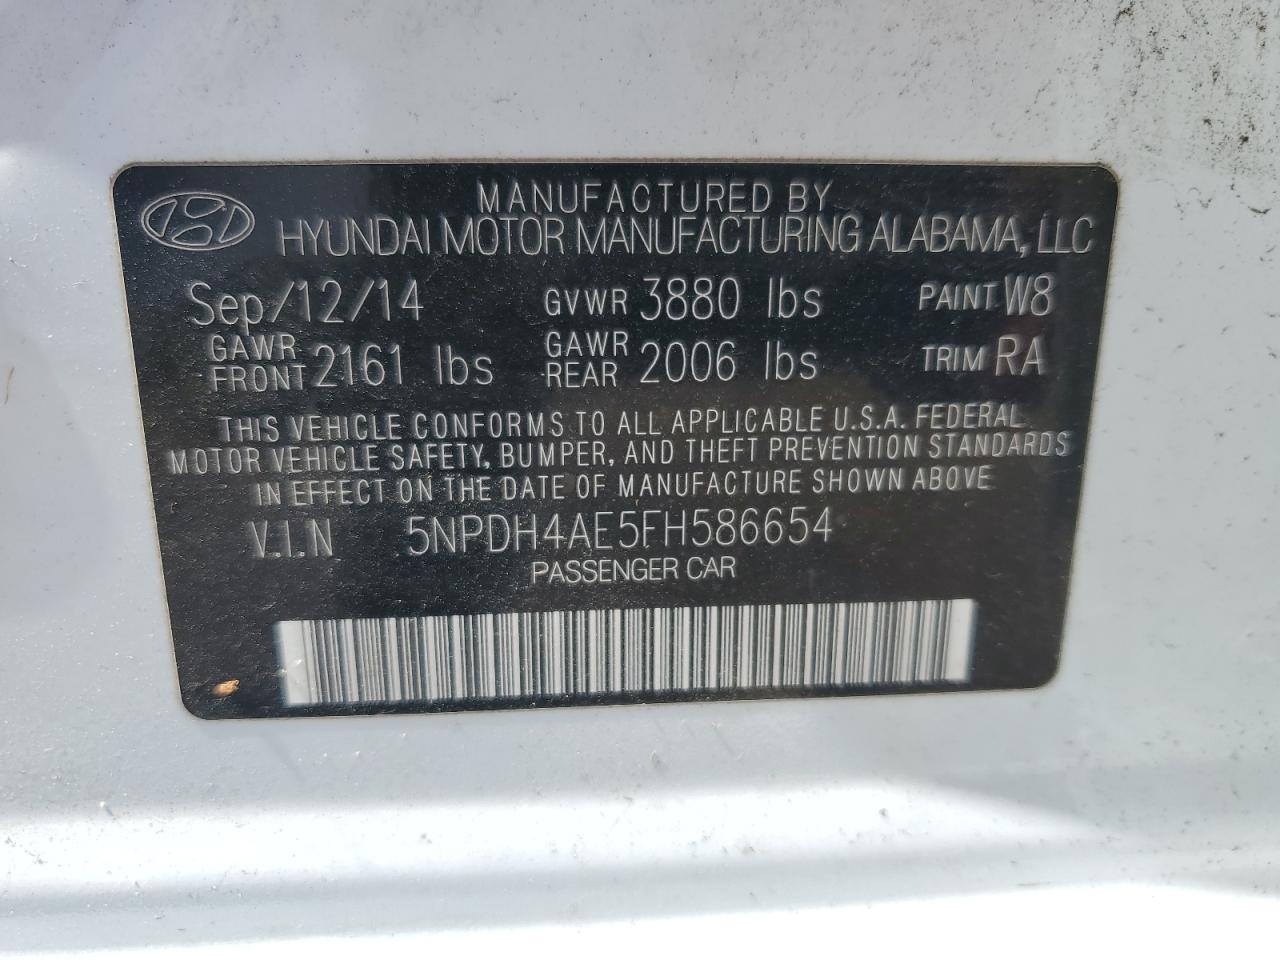 MANUFACTURED BY
HYUNDAI MOTOR MANUFACTURING ALABAMA, LLC
Sep/12/14 GVWR 3880 lbs PAINT W8
GAWR FRONT 2161 lbs GAWR REAR 2006 lbs TRIM RA
THIS VEHICLE CONFORMS TO ALL APPLICABLE U.S.A. FEDERAL
MOTOR VEHICLE SAFETY, BUMPER, AND THEFT PREVENTION STANDARDS
IN EFFECT ON THE DATE OF MANUFACTURE SHOWN ABOVE
V.I.N 5NPDH4AE5FH586654
PASSENGER CAR